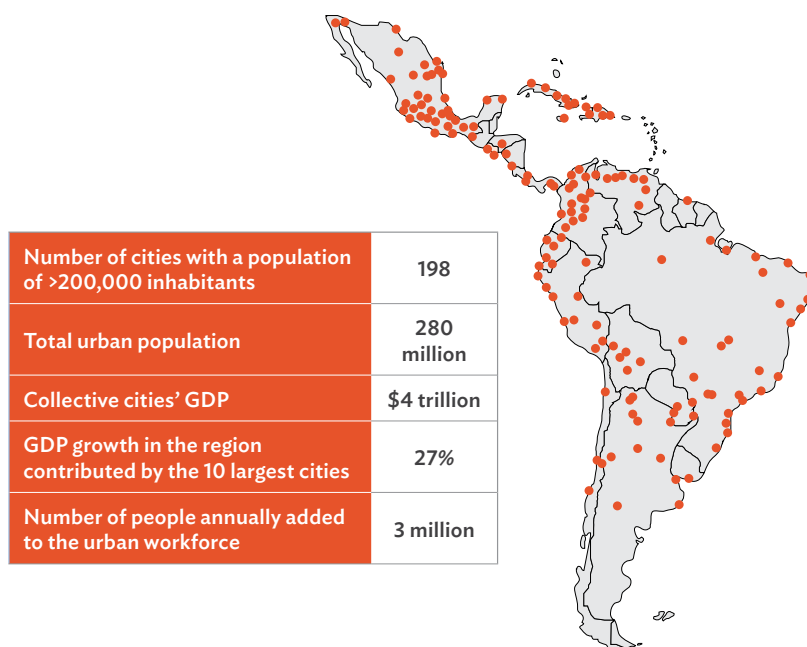 Number of cities with a population
of >200,000 inhabitants
198
Total urban population
280
million
Collective cities’ GDP
$4 trillion
GDP growth in the region
contributed by the 10 largest cities
27%
Number of people annually added
to the urban workforce
3 million